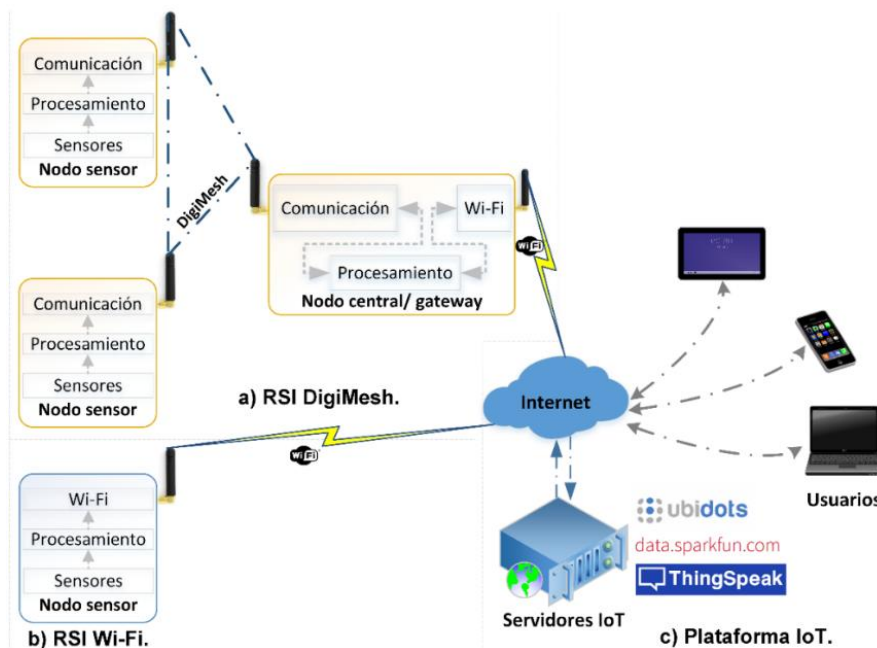 Comunicación
Procesamiento
Sensores
Nodo sensor
DigiMesh
Comunicación
Wi-Fi
Procesamiento
Nodo central/ gateway
WiFi
Comunicación
Procesamiento
Sensores
Nodo sensor
a) RSI DigiMesh.
Internet
WiFi
Wi-Fi
Procesamiento
Sensores
Nodo sensor
b) RSI Wi-Fi.
Usuarios
ubidots
data.sparkfun.com
ThingSpeak
Servidores IoT
c) Plataforma IoT.